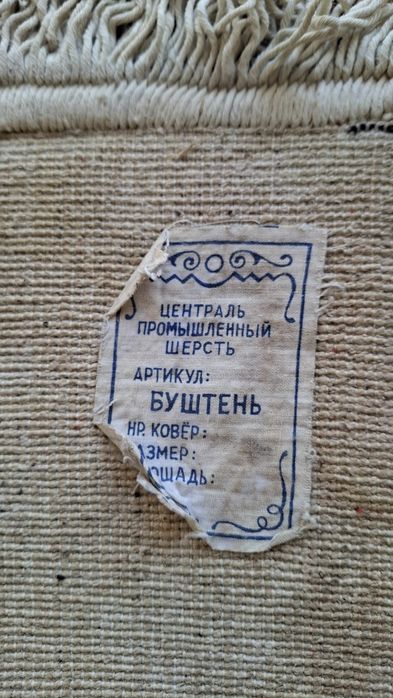 ЦЕНТРАЛЬ
ПРОМЫШЛЕННЫЙ
ШЕРСТЬ
АРТИКУЛ:
БУШТЕНЬ
НР. КОВЁР:
АЗМЕР:
ОЩАДЬ: